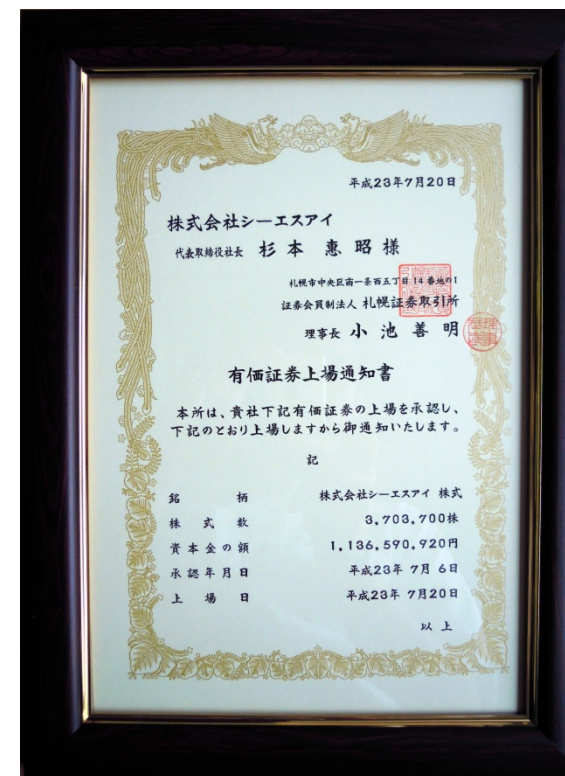 平成23年7月20日
株式会社シーエスアイ
代表取締役社長 杉本惠昭様
札幌市中央区南一条西五丁目14番地の1
証券会員制法人 札幌証券取引所
理事長 小池善明
有価証券上場通知書
本所は、貴社下記有価証券の上場を承認し、
下記のとおり上場しますから御通知いたします。
記
銘柄 株式会社シーエスアイ 株式
株式数 3,703,700株
資本金の額 1,136,590,920円
承認年月日 平成23年 7月 6日
上場日 平成23年 7月20日
以上